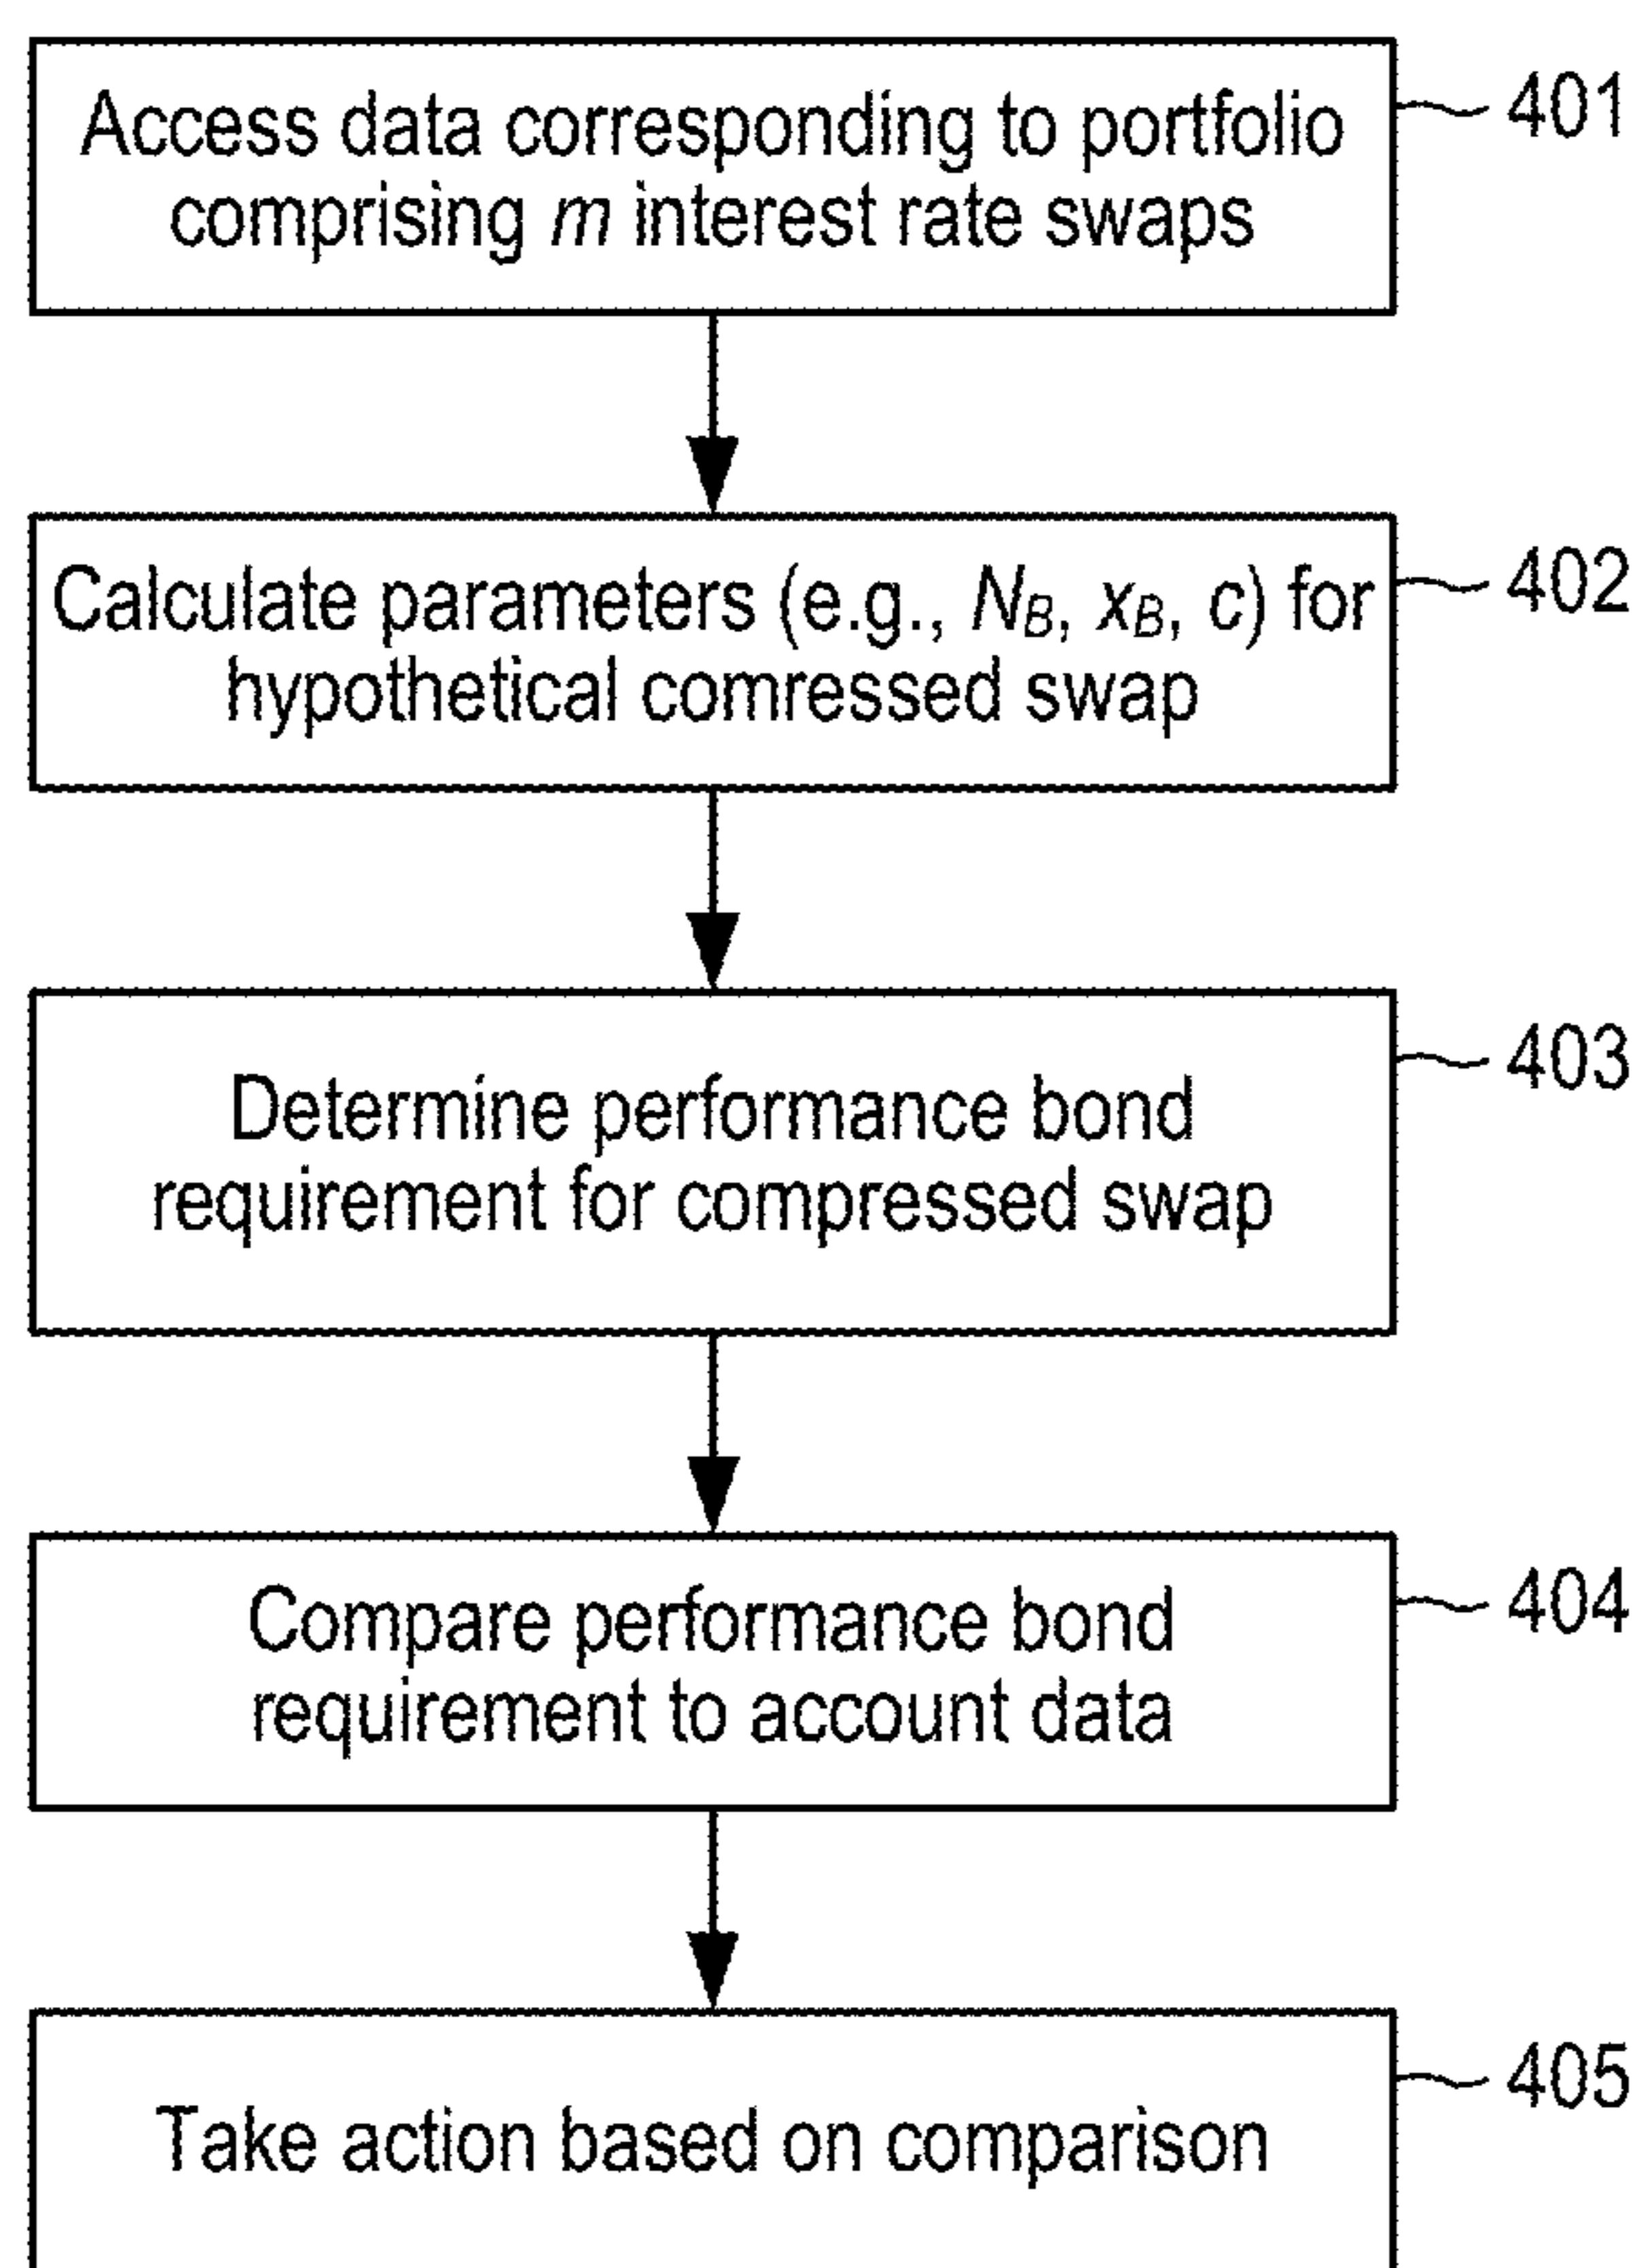 Access data corresponding to portfolio
comprising m interest rate swaps
401
Calculate parameters (e.g., NB, xB, c) for
hypothetical comressed swap
402
Determine performance bond
requirement for compressed swap
403
Compare performance bond
requirement to account data
404
Take action based on comparison
405